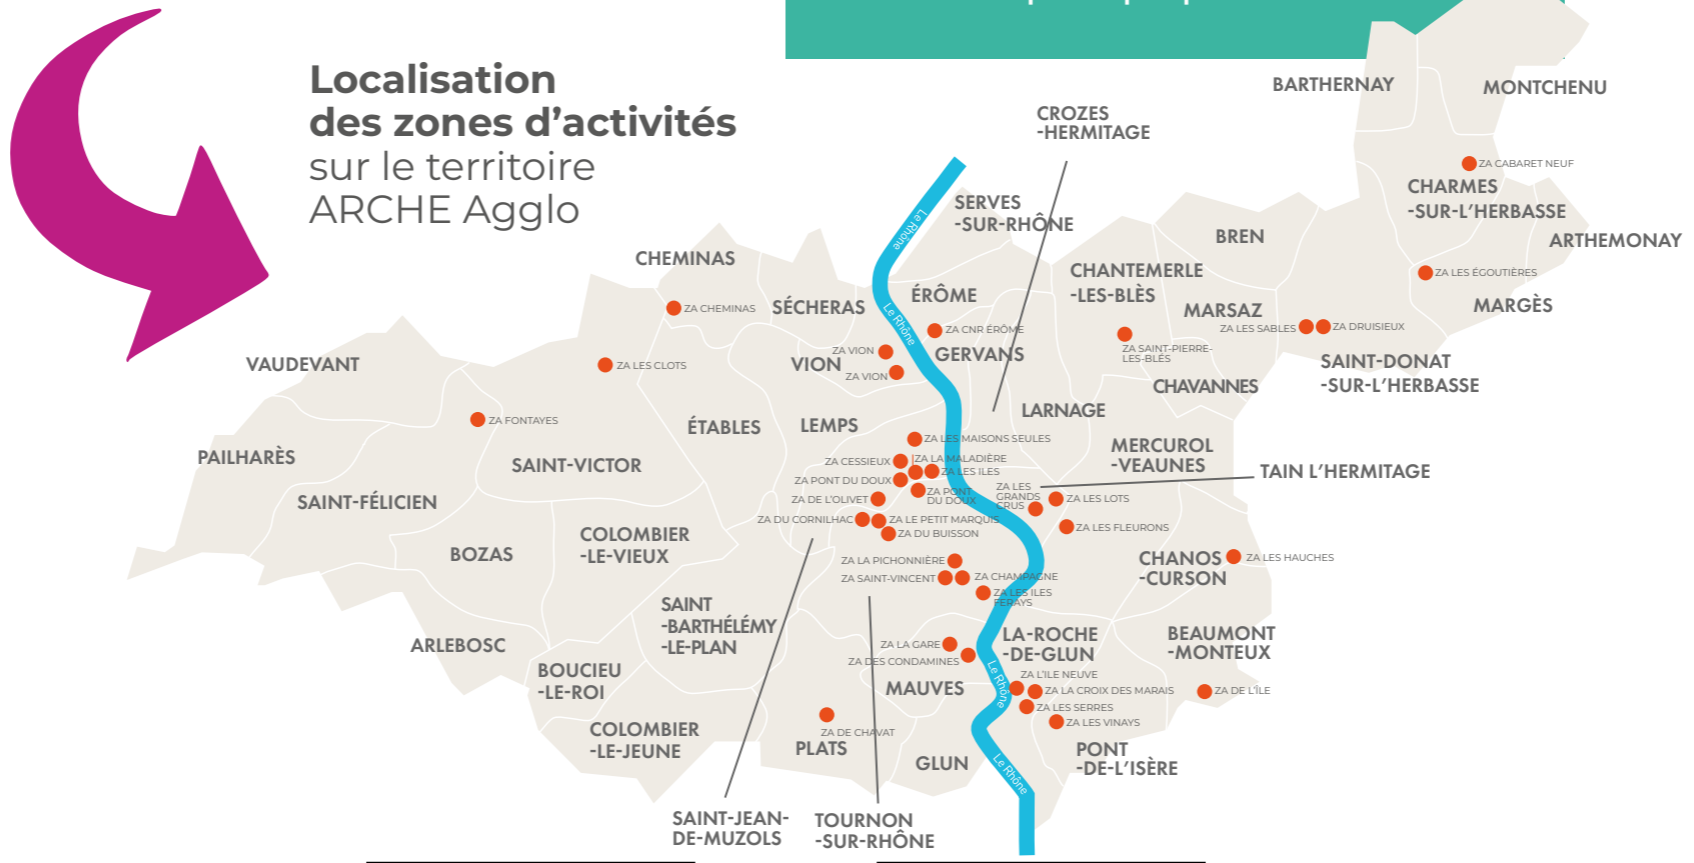 Localisation
des zones d'activités
sur le territoire
ARCHE Agglo
BARTHERNAY
MONTCHENU
CROZES
-HERMITAGE
ZA CABARET NEUF
CHARMES
-SUR-L'HERBASSE
SERVES
-SUR-RHÔNE
Le Rhône
BREN
ARTHEMONAY
CHEMINAS
CHANTEMERLE
-LES-BLÈS
ZA LES ÉGOUTIÈRES
MARGÈS
ZA CHEMINAS
SÉCHERAS
ÉRÔME
MARSAZ
Le Rhône
ZA CNR ÉRÔME
ZA LES SABLES
ZA DRUISIEUX
VAUDEVANT
ZA LES CLOTS
ZA VION
VION
ZA VION
GERVANS
ZA SAINT-PIERRE-
LES-BLÈS
SAINT-DONAT
-SUR-L'HERBASSE
CHAVANNES
ZA FONTAYES
ÉTABLES
LEMPS
LARNAGE
PAILHARÈS
SAINT-VICTOR
ZA LES MAISONS SEULES
MERCUROL
-VEAUNES
ZA CESSIEUX
ZA LA MALADIÈRE
ZA LES ILES
TAIN L'HERMITAGE
ZA PONT DU DOUX
ZA PONT
DU DOUX
ZA LES
GRANDS
CRUS
ZA LES LOTS
SAINT-FÉLICIEN
ZA DE L'OLIVET
ZA DU CORNILHAC
ZA LE PETIT MARQUIS
ZA DU BUISSON
ZA LES FLEURONS
BOZAS
COLOMBIER
-LE-VIEUX
ZA LA PICHONNIÈRE
ZA SAINT-VINCENT
ZA CHAMPAGNE
ZA LES ILES
FERAYS
CHANOS
-CURSON
ZA LES HAUCHES
SAINT
-BARTHÉLÉMY
-LE-PLAN
ARLEBOSC
ZA LA GARE
ZA DES CONDAMINES
LA-ROCHE
-DE-GLUN
BEAUMONT
-MONTEUX
BOUCIEU
-LE-ROI
MAUVES
Le Rhône
ZA L'ILE NEUVE
ZA LA CROIX DES MARAIS
ZA DE L'ÎLE
ZA LES SERRES
ZA LES VINAYS
COLOMBIER
-LE-JEUNE
ZA DE CHAVAT
PLATS
GLUN
Le Rhône
PONT
-DE-L'ISÈRE
SAINT-JEAN-
DE-MUZOLS
TOURNON
-SUR-RHÔNE